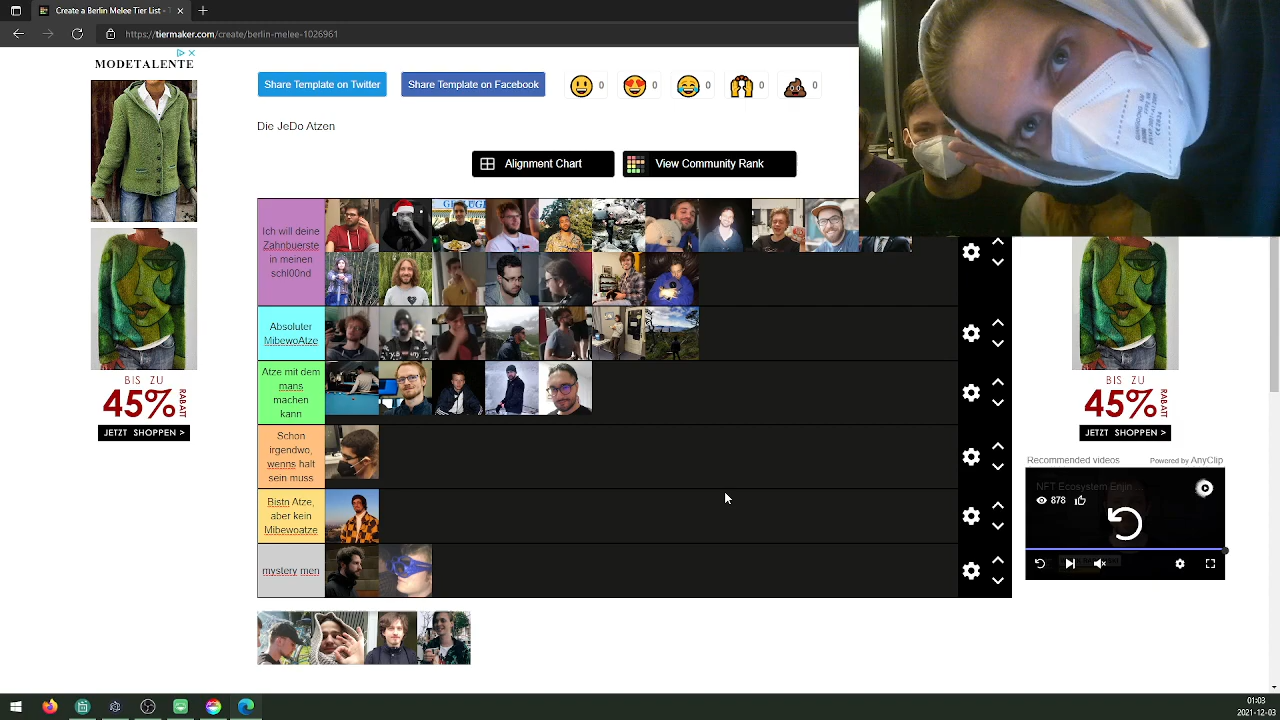 Create a Berlin Melee Tier List - T
https://tiermaker.com/create/berlin-melee-1026961
MODETALENTE
Share Template on Twitter
Share Template on Facebook
0
0
0
0
0
Die JeDo Atzen
Alignment Chart
View Community Rank
Ich will deine
Zahnbuerste
in meinen
schl00nd
Absoluter
MibewoAtze
Atze mit dem
mans
machen
kann
Schon
irgendwo,
wenns halt
sein muss
Bistn Atze,
aber kein
Mibewoatze
mystery men
BIS ZU
45%
RABATT
JETZT SHOPPEN >
BIS ZU
45%
RABATT
JETZT SHOPPEN >
Recommended videos
Powered by AnyClip
NFT Ecosystem Enjin
878
01:03
2021-12-03